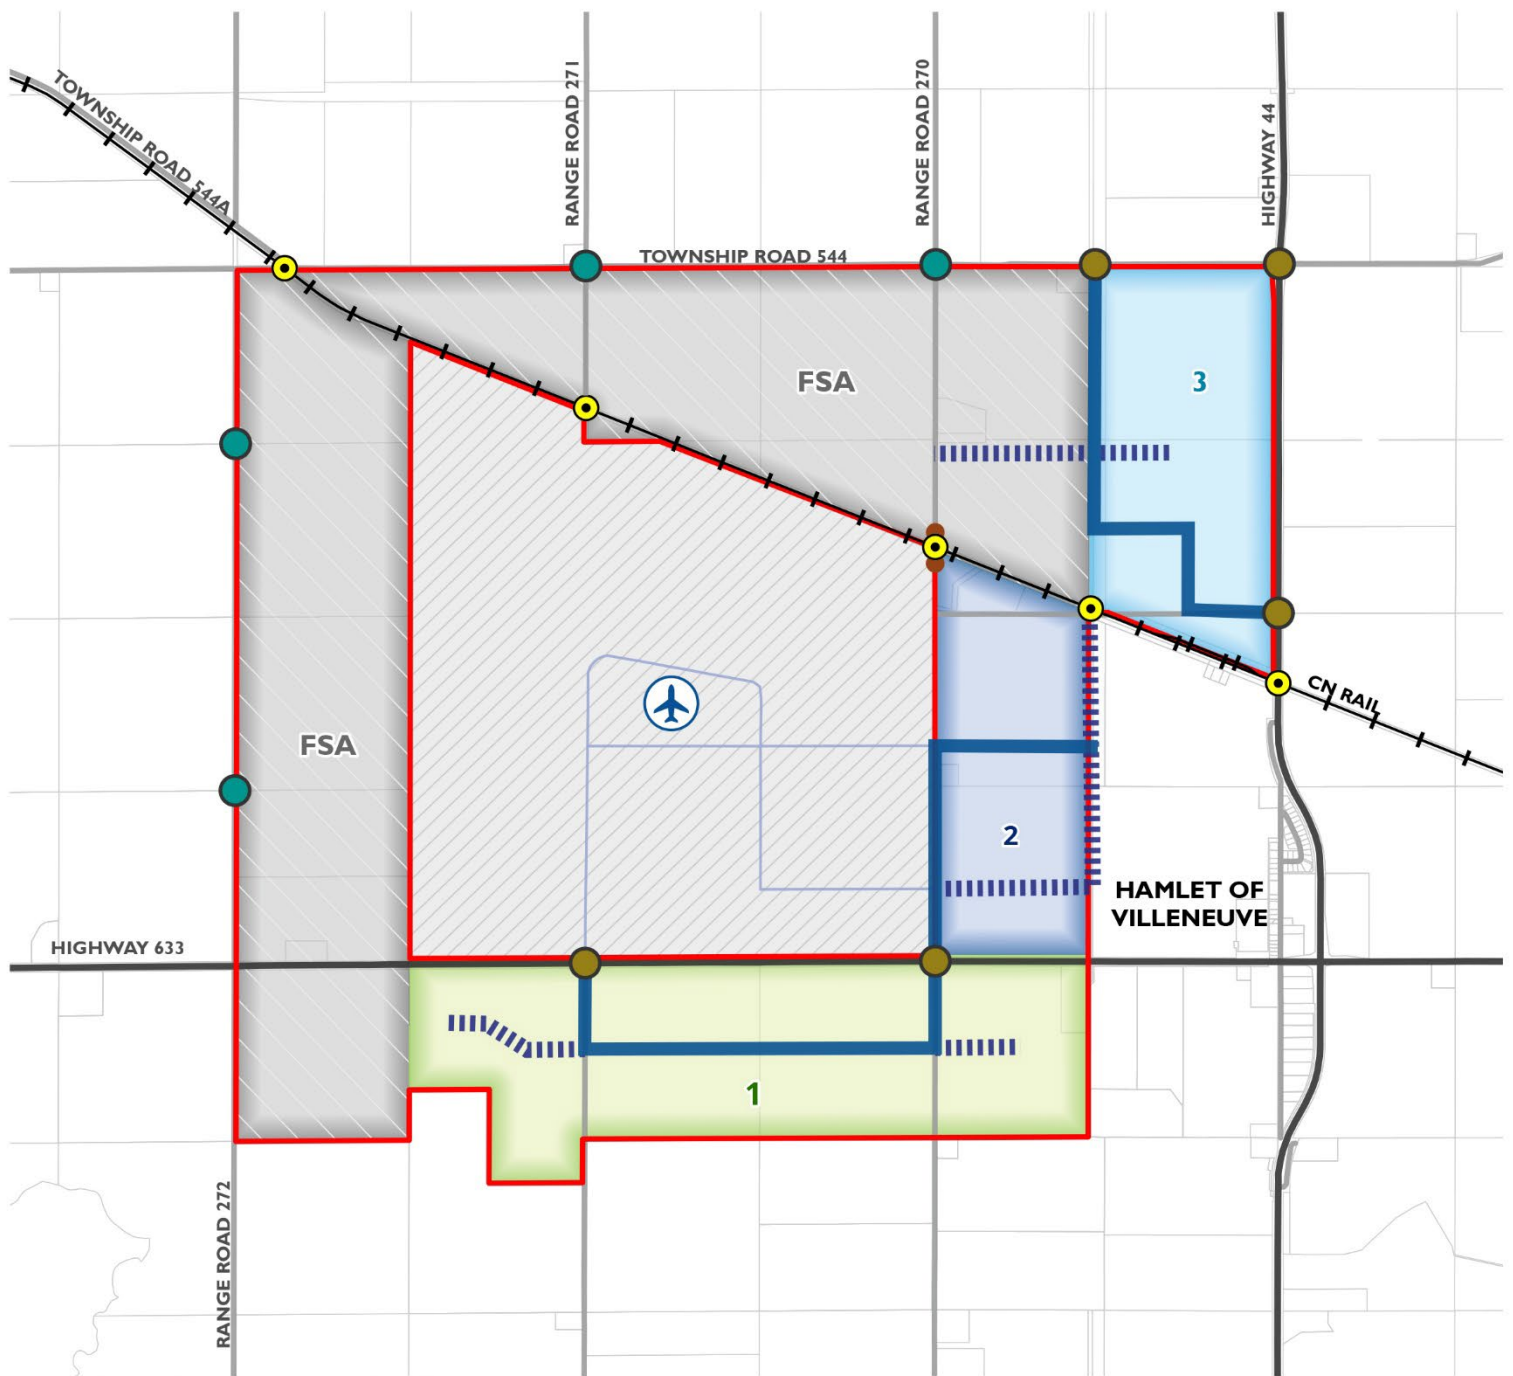 TOWNSHIP ROAD 544A
RANGE ROAD 271
RANGE ROAD 270
HIGHWAY 44
TOWNSHIP ROAD 544
FSA
3
CN RAIL
FSA
2
HAMLET OF
VILLENEUVE
HIGHWAY 633
1
RANGE ROAD 272